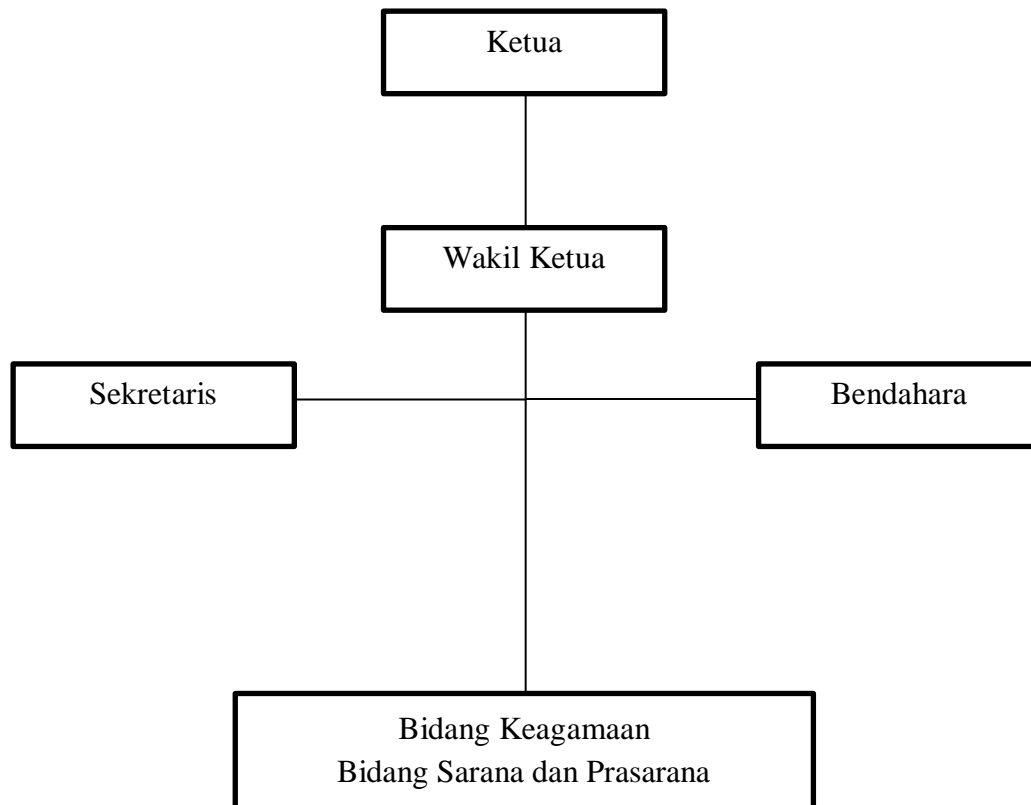 Ketua
Wakil Ketua
Sekretaris
Bendahara
Bidang Keagamaan
Bidang Sarana dan Prasarana